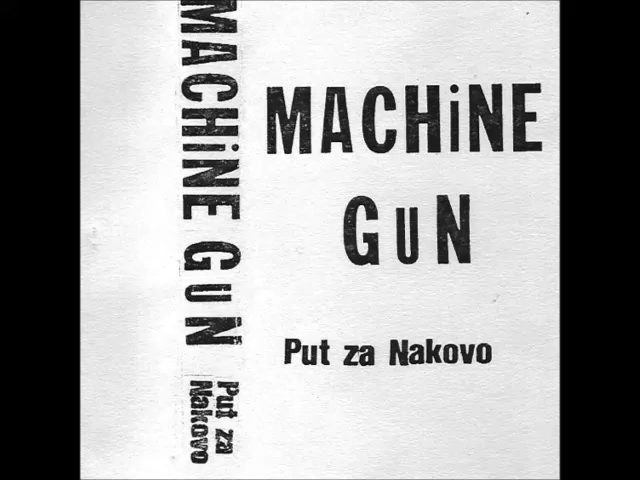 MACHiNE GuN
Put za
Nakovo
MACHiNE
GuN
Put za Nakovo